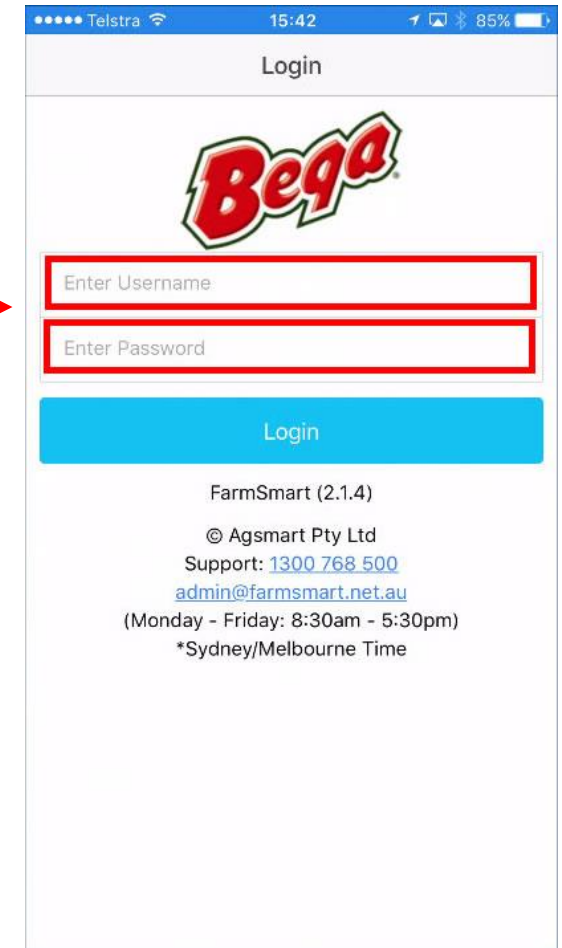 Telstra 15:42 85%
Login
Bega
Enter Username
Enter Password
Login
FarmSmart (2.1.4)
© Agsmart Pty Ltd
Support: 1300 768 500
admin@farmsmart.net.au
(Monday - Friday: 8:30am - 5:30pm)
*Sydney/Melbourne Time